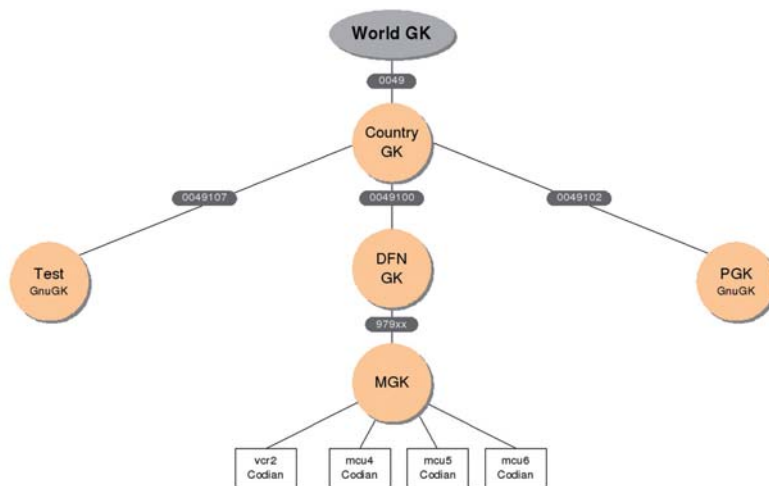 World GK
0049
Country
GK
0049107
0049100
0049102
Test
GnuGK
DFN
GK
PGK
GnuGK
979xx
MGK
vcr2
Codian
mcu4
Codian
mcu5
Codian
mcu6
Codian